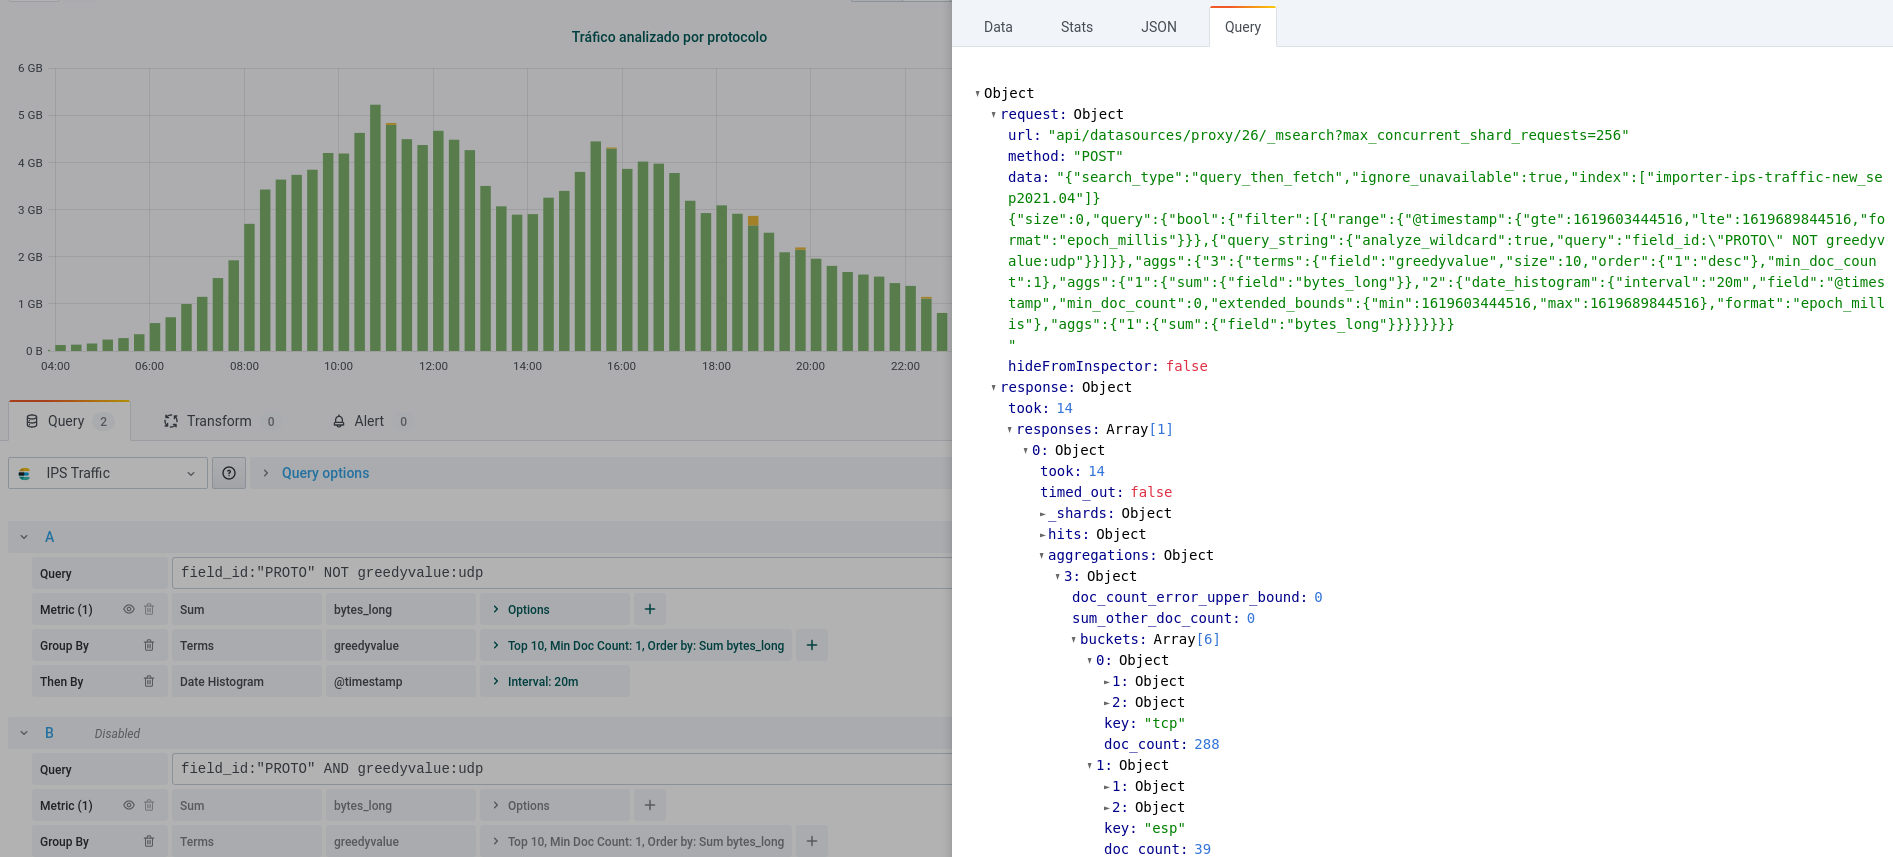 Tráfico analizado por protocolo
6 GB
5 GB
4 GB
3 GB
2 GB
1 GB
0 B
04:00 06:00 08:00 10:00 12:00 14:00 16:00 18:00 20:00 22:00
Query 2 Transform 0 Alert 0
IPS Traffic Query options
A
Query field_id:"PROTO" NOT greedyvalue:udp
Metric (1) Sum bytes_long Options +
Group By Terms greedyvalue Top 10, Min Doc Count: 1, Order by: Sum bytes_long +
Then By Date Histogram @timestamp Interval: 20m
B Disabled
Query field_id:"PROTO" AND greedyvalue:udp
Metric (1) Sum bytes_long Options +
Group By Terms greedyvalue Top 10, Min Doc Count: 1, Order by: Sum bytes_long +
Data Stats JSON Query
Object
request: Object
url: "api/datasources/proxy/26/_msearch?max_concurrent_shard_requests=256"
method: "POST"
data: "{"search_type":"query_then_fetch","ignore_unavailable":true,"index":["importer-ips-traffic-new_se
p2021.04"]}
{"size":0,"query":{"bool":{"filter":[{"range":{"@timestamp":{"gte":1619603444516,"lte":1619689844516,"fo
rmat":"epoch_millis"}}},{"query_string":{"analyze_wildcard":true,"query":"field_id:\"PROTO\" NOT greedyv
alue:udp"}}]}},"aggs":{"3":{"terms":{"field":"greedyvalue","size":10,"order":{"1":"desc"},"min_doc_coun
t":1},"aggs":{"1":{"sum":{"field":"bytes_long"}},"2":{"date_histogram":{"interval":"20m","field":"@times
tamp","min_doc_count":0,"extended_bounds":{"min":1619603444516,"max":1619689844516},"format":"epoch_mill
is"},"aggs":{"1":{"sum":{"field":"bytes_long"}}}}}}}}
"
hideFromInspector: false
response: Object
took: 14
responses: Array[1]
0: Object
took: 14
timed_out: false
_shards: Object
hits: Object
aggregations: Object
3: Object
doc_count_error_upper_bound: 0
sum_other_doc_count: 0
buckets: Array[6]
0: Object
1: Object
2: Object
key: "tcp"
doc_count: 288
1: Object
1: Object
2: Object
key: "esp"
doc_count: 39